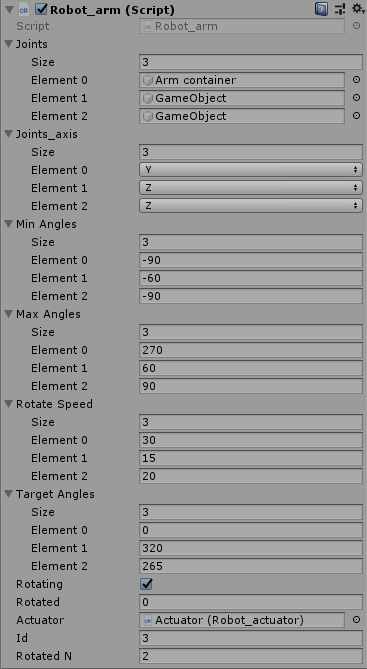 Robot_arm (Script)
Script Robot_arm
Joints
Size 3
Element 0 Arm container
Element 1 GameObject
Element 2 GameObject
Joints_axis
Size 3
Element 0 Y
Element 1 Z
Element 2 Z
Min Angles
Size 3
Element 0 -90
Element 1 -60
Element 2 -90
Max Angles
Size 3
Element 0 270
Element 1 60
Element 2 90
Rotate Speed
Size 3
Element 0 30
Element 1 15
Element 2 20
Target Angles
Size 3
Element 0 0
Element 1 320
Element 2 265
Rotating
Rotated 0
Actuator Actuator (Robot_actuator)
Id 3
Rotated N 2